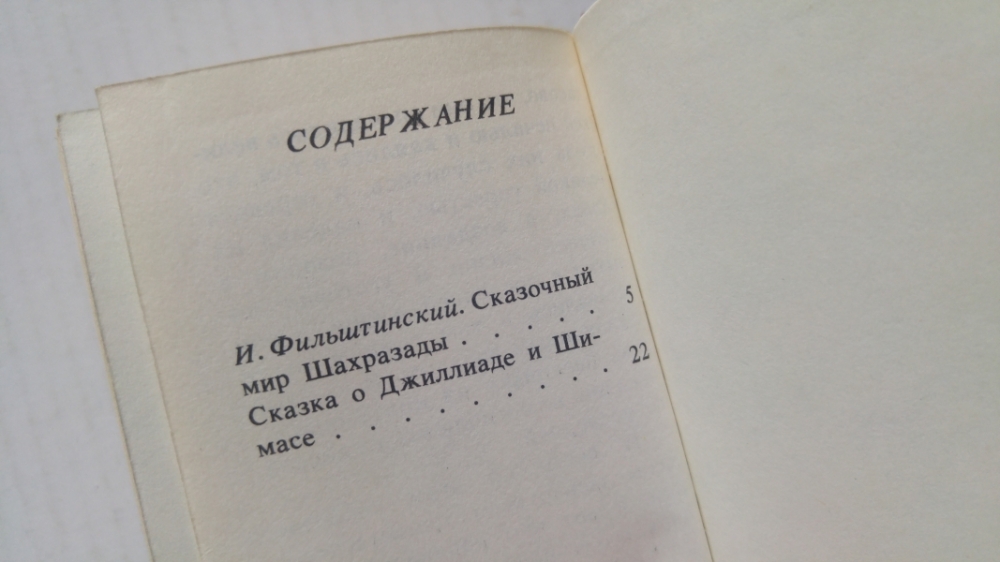 СОДЕРЖАНИЕ
И. Фильштинский. Сказочный
мир Шахразады . . . . . 5
Сказка о Джиллиаде и Ши-
масе . . . . . . . . 22